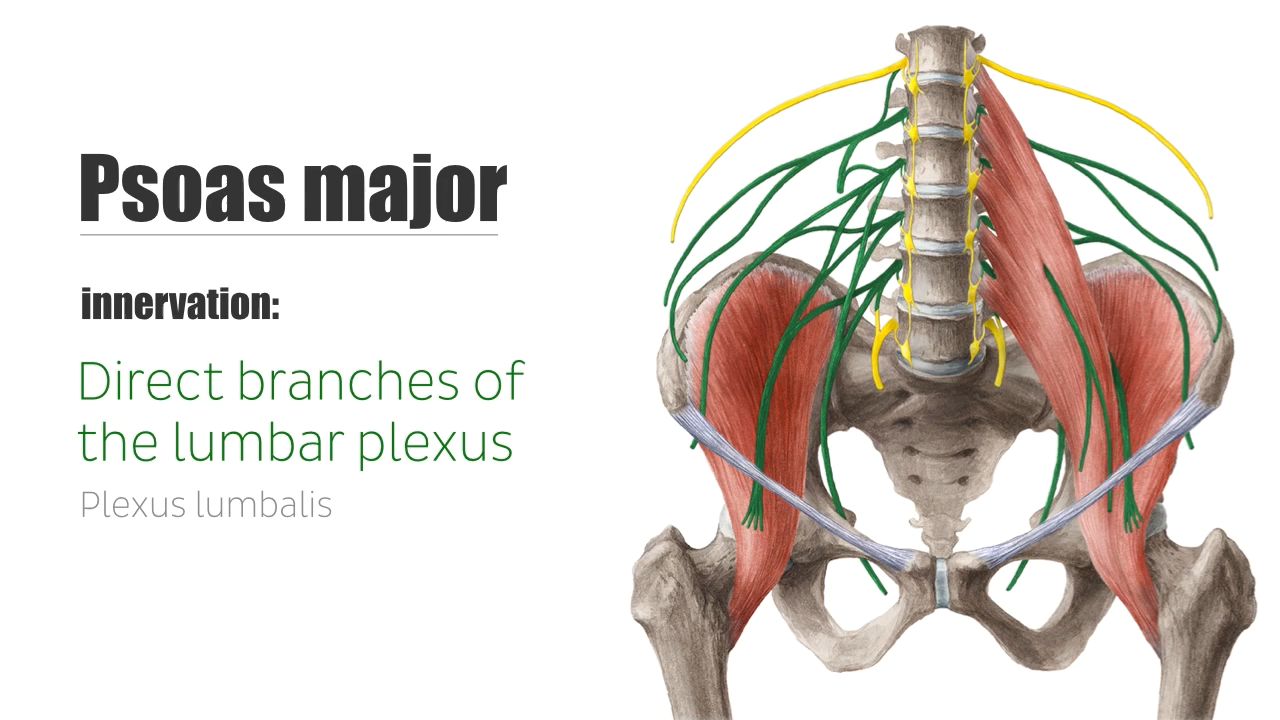 Psoas major
innervation:
Direct branches of
the lumbar plexus
Plexus lumbalis